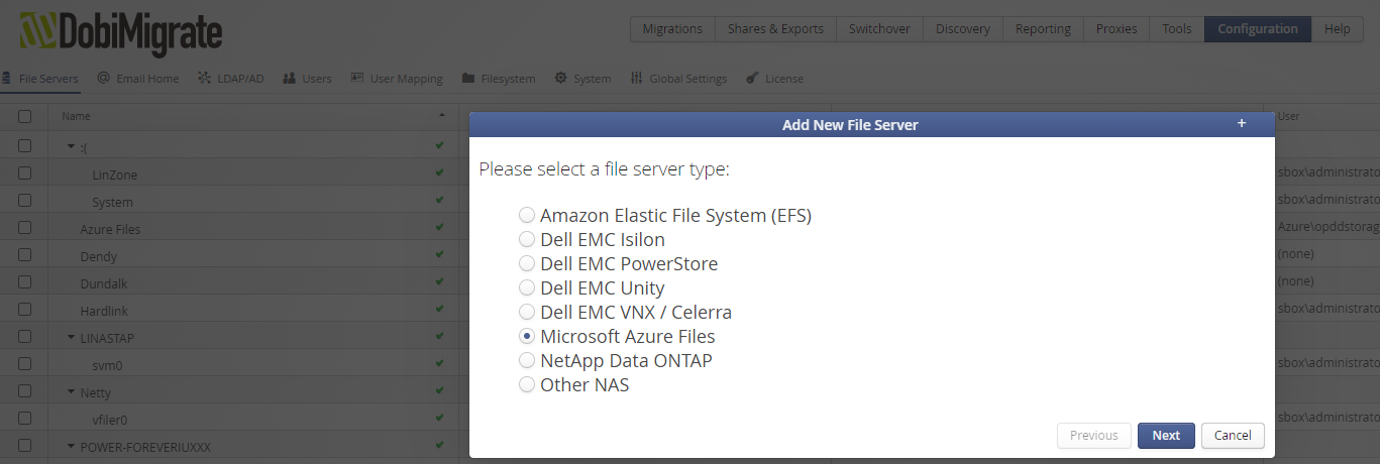 DobiMigrate
Migrations Shares & Exports Switchover Discovery Reporting Proxies Tools Configuration Help
File Servers Email Home LDAP/AD Users User Mapping Filesystem System Global Settings License
Name User
Add New File Server +
:(
Please select a file server type:
LinZone sbox\administrato
System sbox\administrato
Amazon Elastic File System (EFS)
Azure Files Azure\opddstorag
Dell EMC Isilon
Dendy (none)
Dell EMC PowerStore
Dundalk (none)
Dell EMC Unity
Hardlink sbox\administrato
Dell EMC VNX / Celerra
LINASTAP
Microsoft Azure Files
svm0 sbox\administrato
NetApp Data ONTAP
Netty
Other NAS
vfiler0 sbox\administrato
Previous Next Cancel
POWER-FOREVERIUXXX